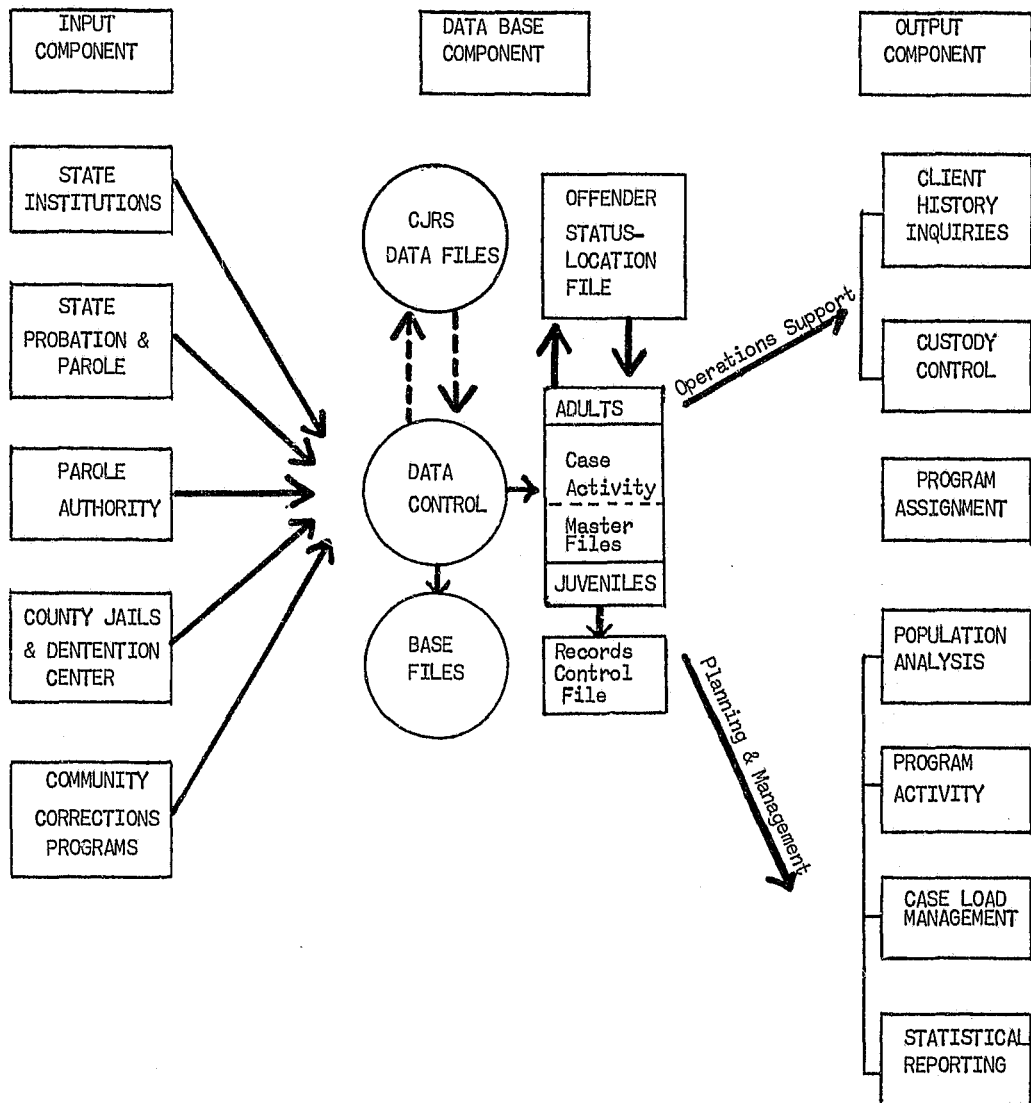 INPUT
COMPONENT
DATA BASE
COMPONENT
OUTPUT
COMPONENT
STATE
INSTITUTIONS
STATE
PROBATION &
PAROLE
PAROLE
AUTHORITY
COUNTY JAILS
& DENTENTION
CENTER
COMMUNITY
CORRECTIONS
PROGRAMS
CJRS
DATA FILES
DATA
CONTROL
BASE
FILES
OFFENDER
STATUS-
LOCATION
FILE
ADULTS
Case
Activity
Master
Files
JUVENILES
Records
Control
File
Operations Support
Planning & Management
CLIENT
HISTORY
INQUIRIES
CUSTODY
CONTROL
PROGRAM
ASSIGNMENT
POPULATION
ANALYSIS
PROGRAM
ACTIVITY
CASE LOAD
MANAGEMENT
STATISTICAL
REPORTING